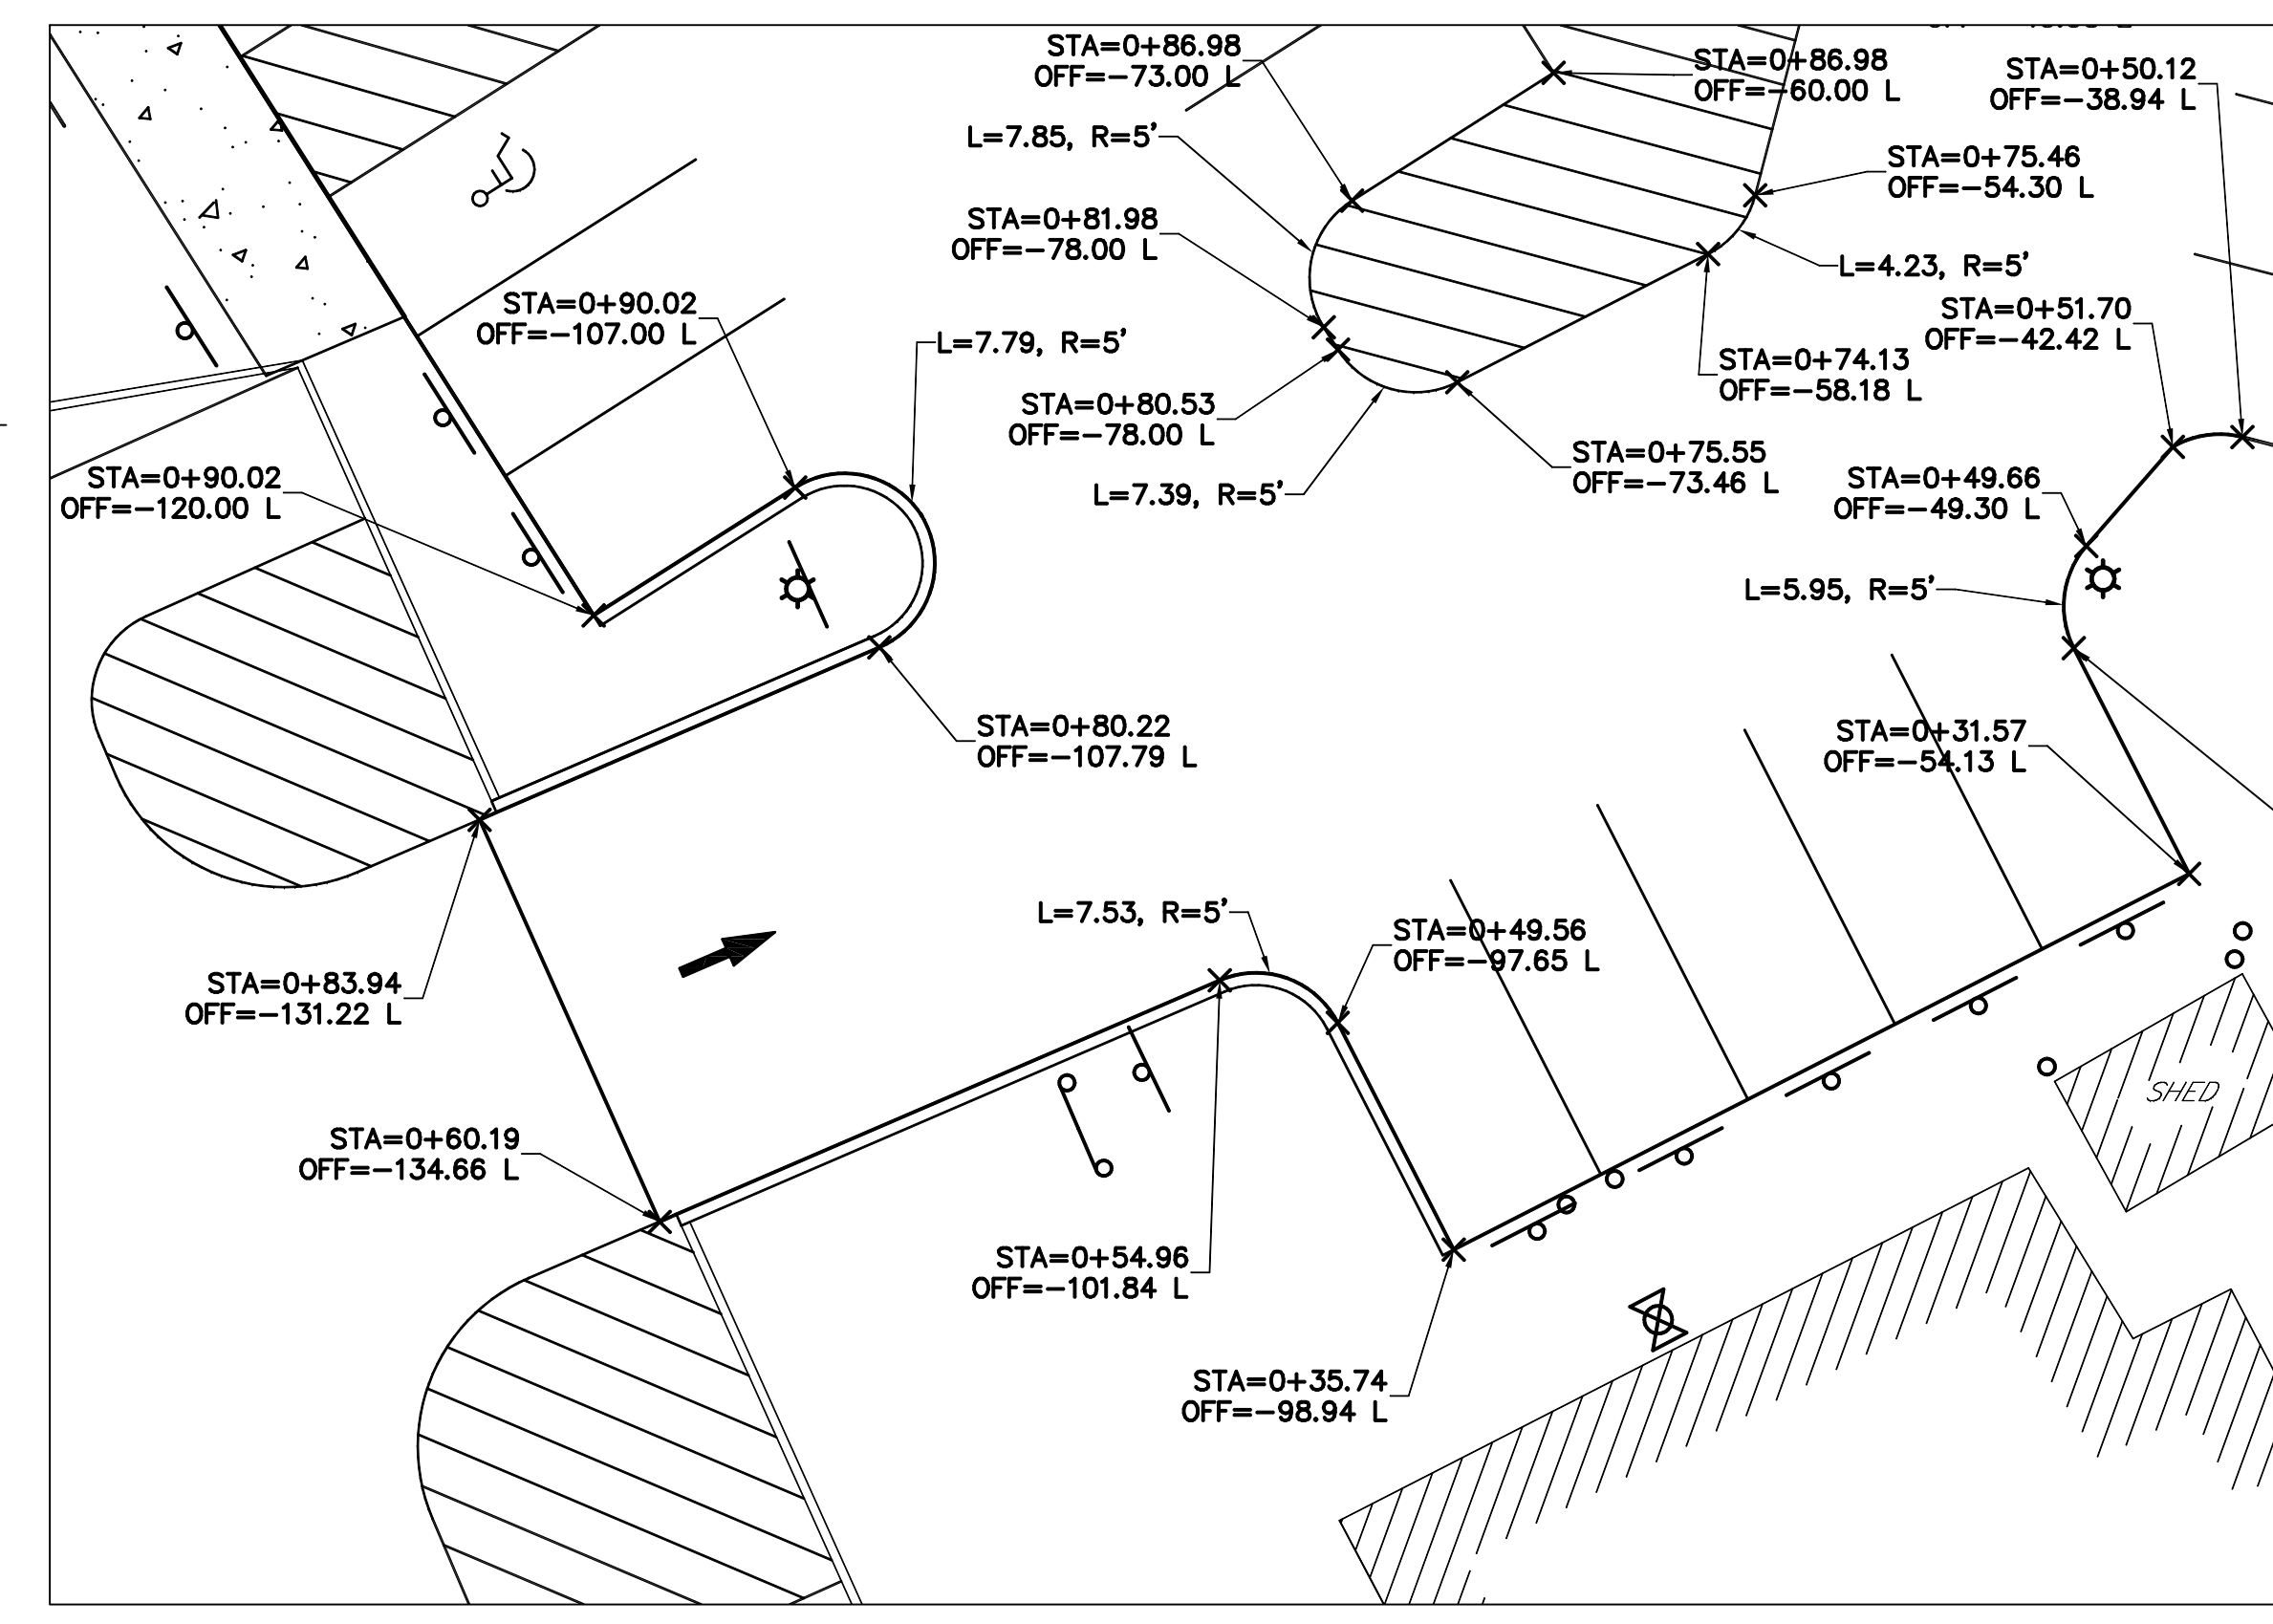 STA=0+86.98
OFF=-73.00 L
STA=0+86.98
OFF=-60.00 L
STA=0+50.12
OFF=-38.94 L
L=7.85, R=5'
STA=0+75.46
OFF=-54.30 L
STA=0+81.98
OFF=-78.00 L
L=4.23, R=5'
STA=0+90.02
OFF=-107.00 L
STA=0+51.70
OFF=-42.42 L
L=7.79, R=5'
STA=0+74.13
OFF=-58.18 L
STA=0+80.53
OFF=-78.00 L
STA=0+75.55
OFF=-73.46 L
STA=0+90.02
OFF=-120.00 L
STA=0+49.66
OFF=-49.30 L
L=7.39, R=5'
L=5.95, R=5'
STA=0+80.22
OFF=-107.79 L
STA=0+31.57
OFF=-54.13 L
L=7.53, R=5'
STA=0+49.56
OFF=-97.65 L
STA=0+83.94
OFF=-131.22 L
SHED
STA=0+60.19
OFF=-134.66 L
STA=0+54.96
OFF=-101.84 L
STA=0+35.74
OFF=-98.94 L